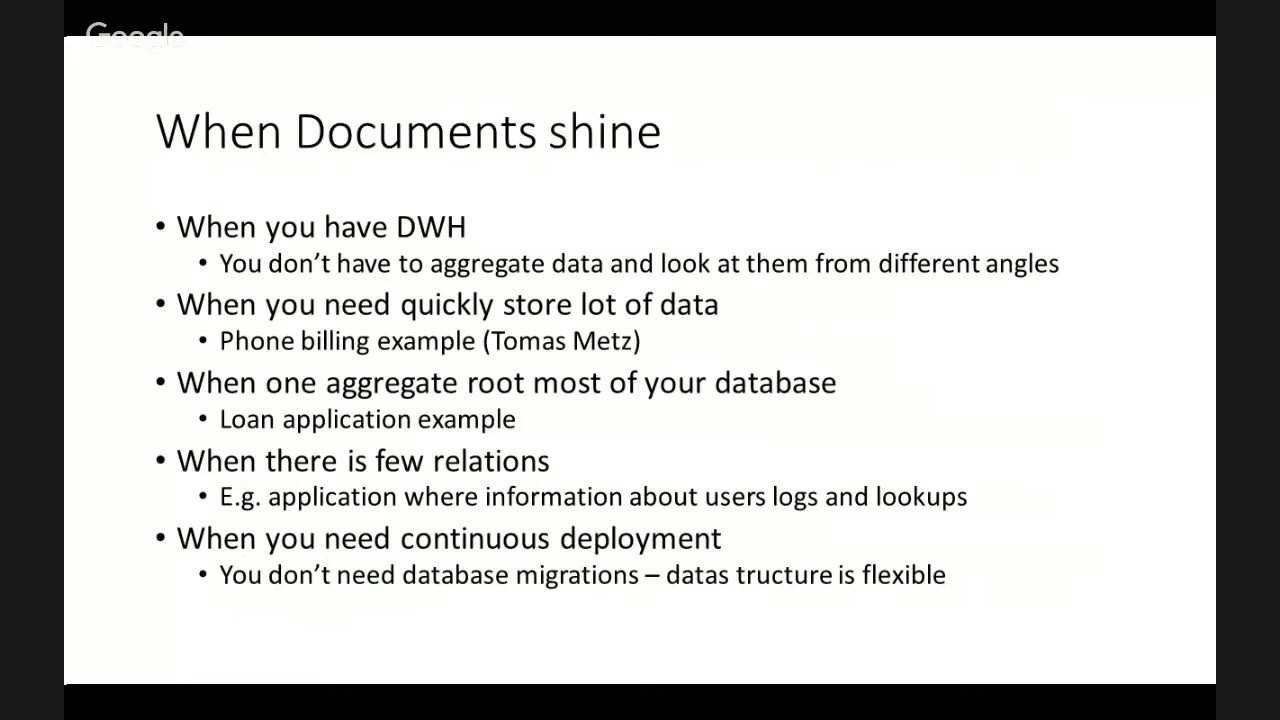 Google
When Documents shine
• When you have DWH
• You don't have to aggregate data and look at them from different angles
• When you need quickly store lot of data
• Phone billing example (Tomas Metz)
• When one aggregate root most of your database
• Loan application example
• When there is few relations
• E.g. application where information about users logs and lookups
• When you need continuous deployment
• You don't need database migrations – datas tructure is flexible